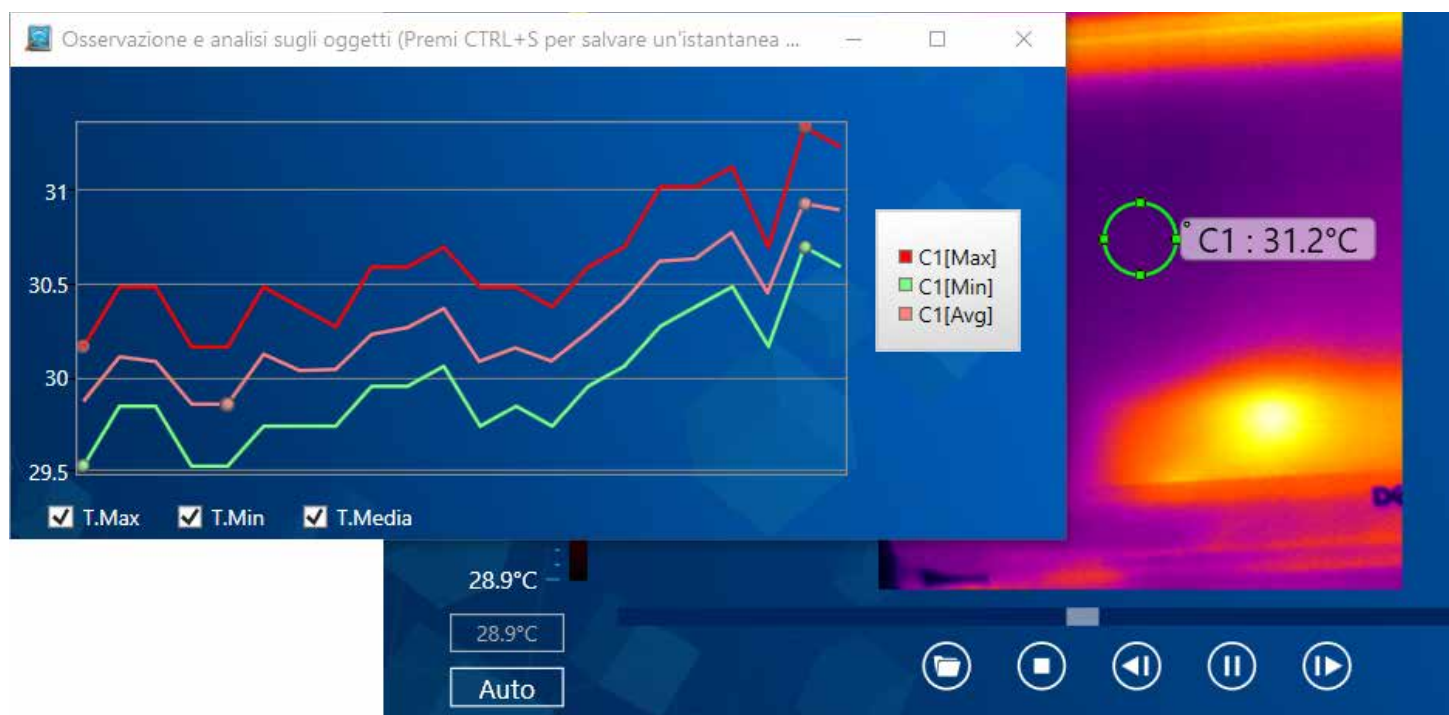 Osservazione e analisi sugli oggetti (Premi CTRL+S per salvare un'istantanea ...
31
30.5
30
29.5
C1[Max]
C1[Min]
C1[Avg]
T.Max T.Min T.Media
C1 : 31.2°C
28.9°C
28.9°C
Auto